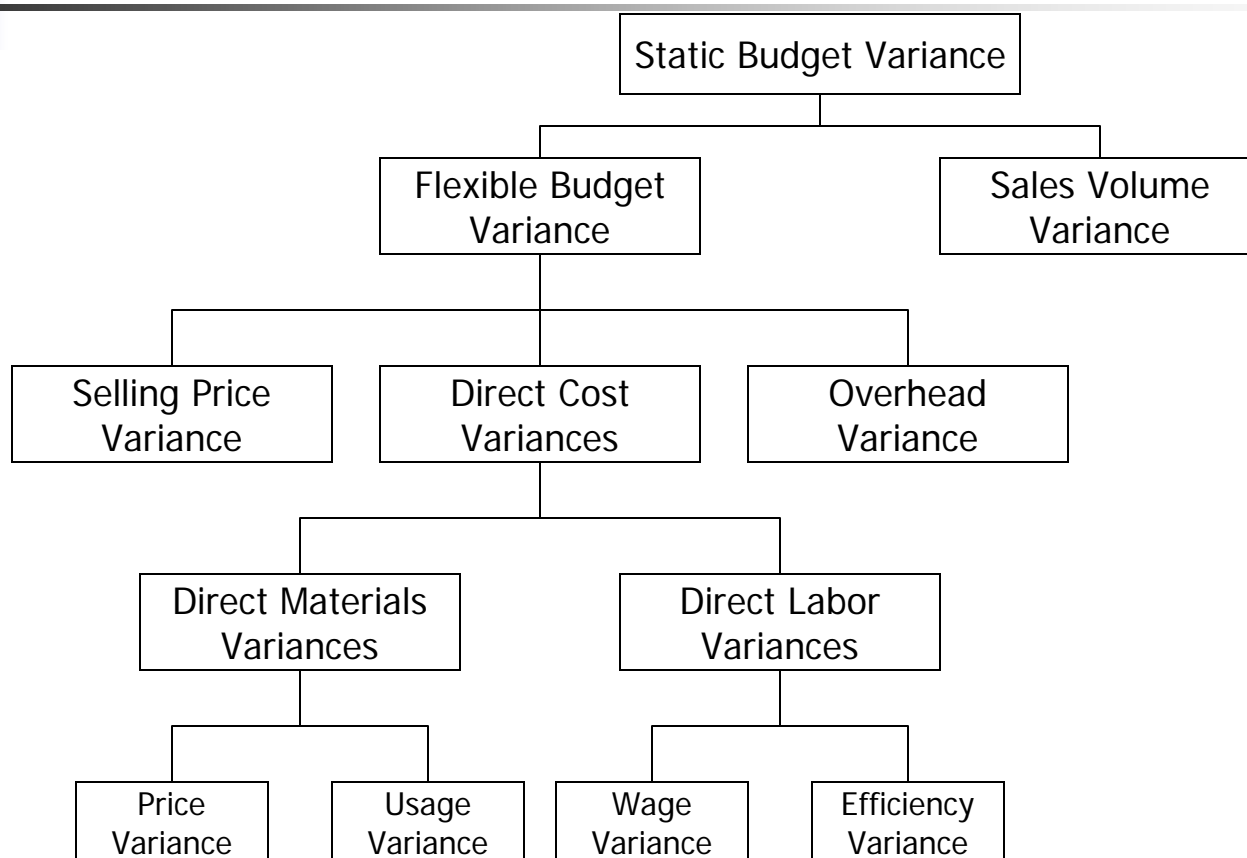 Static Budget Variance
Flexible Budget
Variance
Sales Volume
Variance
Selling Price
Variance
Direct Cost
Variances
Overhead
Variance
Direct Materials
Variances
Direct Labor
Variances
Price
Variance
Usage
Variance
Wage
Variance
Efficiency
Variance